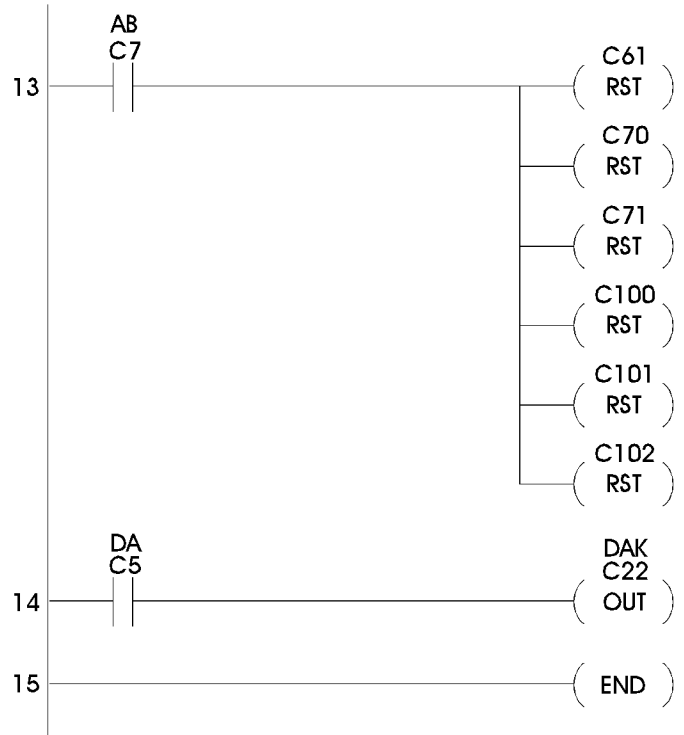 AB
C7
13
C61
RST
C70
RST
C71
RST
C100
RST
C101
RST
C102
RST
DA
C5
DAK
C22
14
OUT
15
END